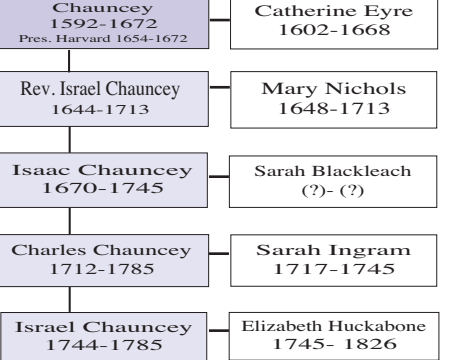 Chauncey
1592-1672
Pres. Harvard 1654-1672
Catherine Eyre
1602-1668
Rev. Israel Chauncey
1644-1713
Mary Nichols
1648-1713
Isaac Chauncey
1670-1745
Sarah Blackleach
(?)- (?)
Charles Chauncey
1712-1785
Sarah Ingram
1717-1745
Israel Chauncey
1744-1785
Elizabeth Huckabone
1745- 1826